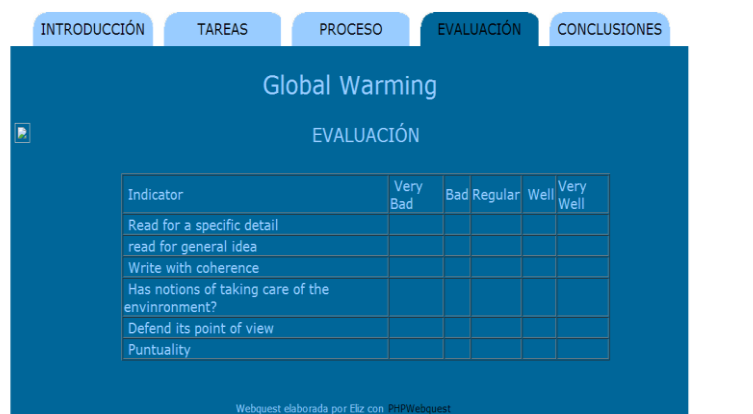 INTRODUCCIÓN TAREAS PROCESO EVALUACIÓN CONCLUSIONES
Global Warming
EVALUACIÓN
Indicator Very Bad Bad Regular Well Very Well
Read for a specific detail
read for general idea
Write with coherence
Has notions of taking care of the
envinronment?
Defend its point of view
Puntuality
Webquest elaborada por Eliz con PHPWebquest